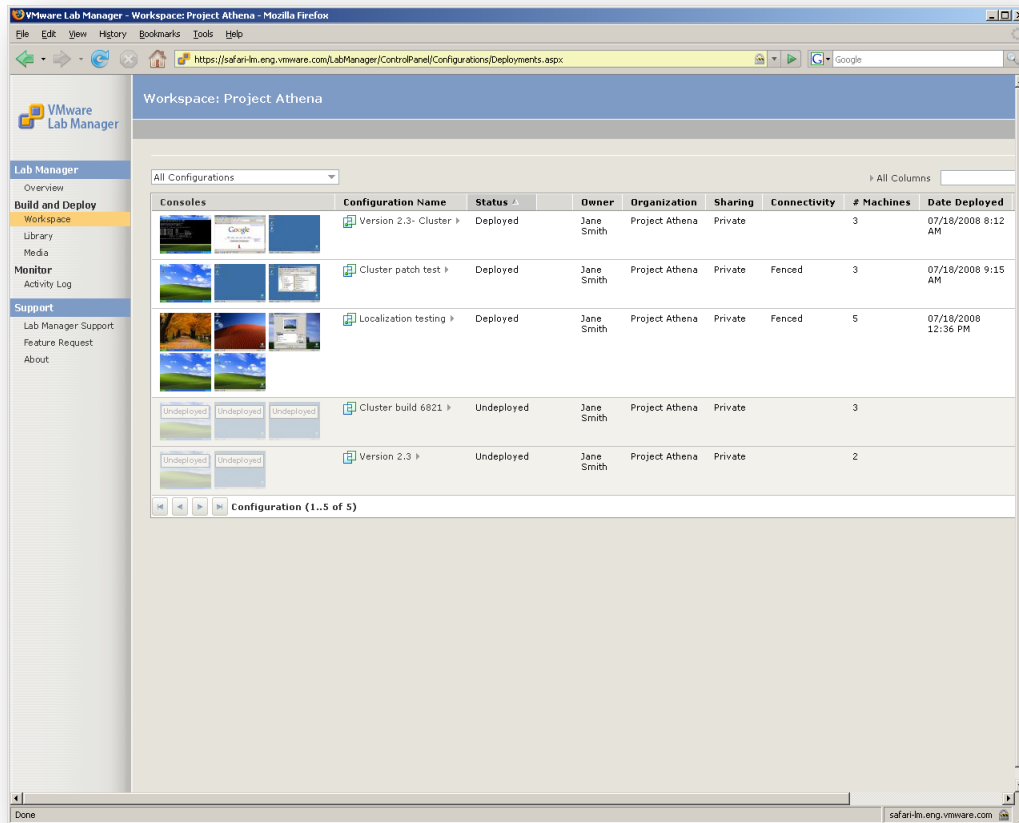 VMware Lab Manager - Workspace: Project Athena - Mozilla Firefox
File Edit View History Bookmarks Tools Help
https://safari-lm.eng.vmware.com/LabManager/ControlPanel/Configurations/Deployments.aspx
G Google
VMware
Lab Manager
Workspace: Project Athena
Lab Manager
Overview
Build and Deploy
Workspace
Library
Media
Monitor
Activity Log
Support
Lab Manager Support
Feature Request
About
All Configurations
All Columns
Consoles Configuration Name Status Owner Organization Sharing Connectivity # Machines Date Deployed
Google
Version 2.3- Cluster Deployed Jane Smith Project Athena Private 3 07/18/2008 8:12 AM
Cluster patch test Deployed Jane Smith Project Athena Private Fenced 3 07/18/2008 9:15 AM
Localization testing Deployed Jane Smith Project Athena Private Fenced 5 07/18/2008 12:36 PM
Undeployed Undeployed Undeployed Cluster build 6821 Undeployed Jane Smith Project Athena Private 3
Undeployed Undeployed Version 2.3 Undeployed Jane Smith Project Athena Private 2
Configuration (1..5 of 5)
Done
safari-lm.eng.vmware.com